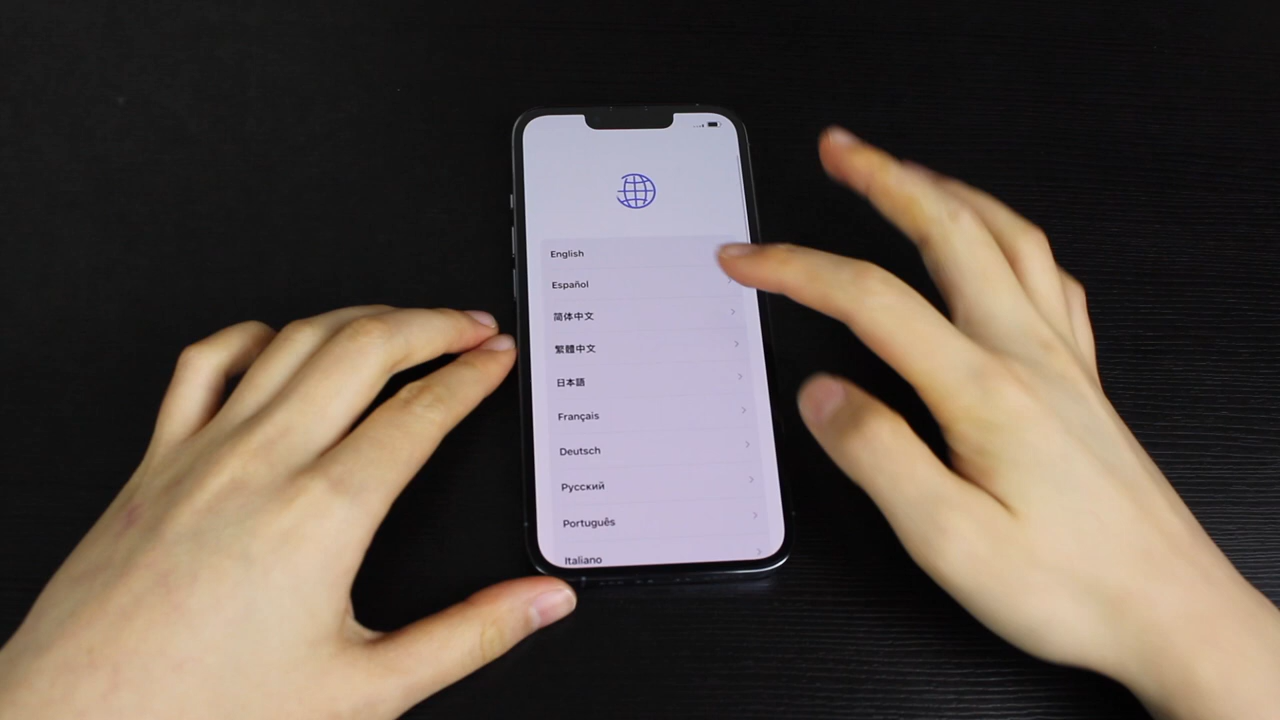 English
Español
简体中文
繁體中文
日本語
Français
Deutsch
Русский
Português
Italiano